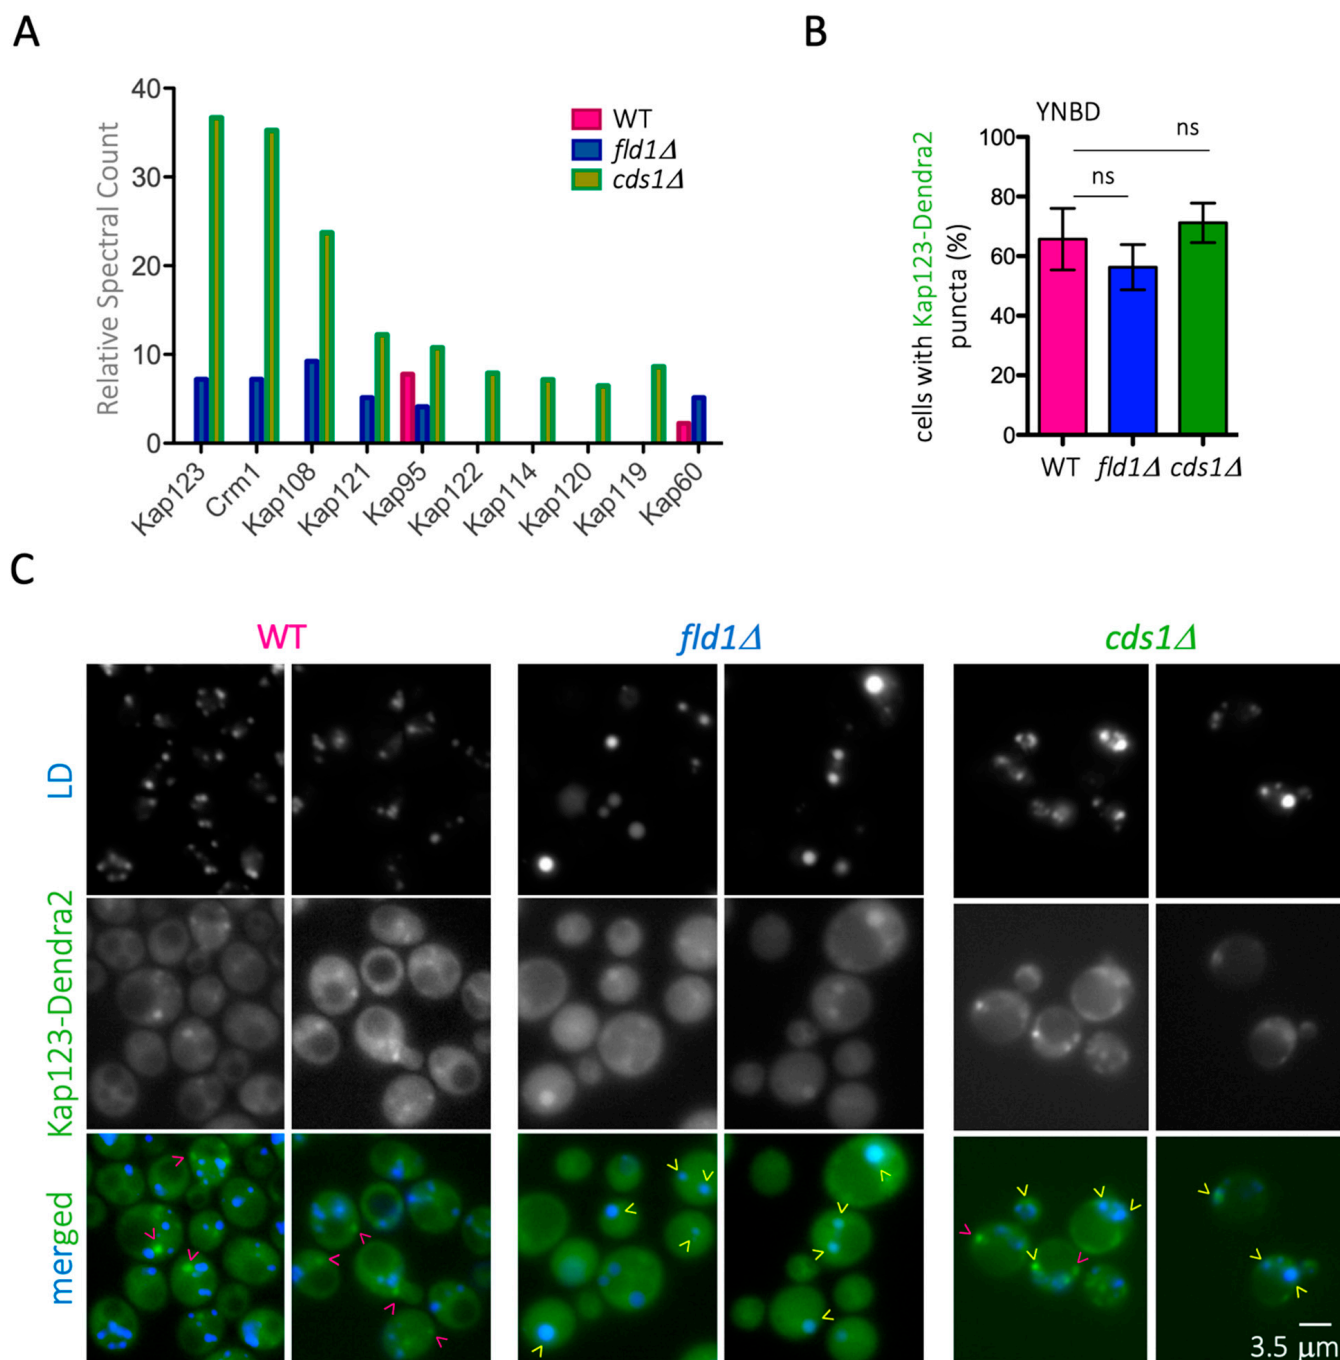 A
40
30
20
10
0
Relative Spectral Count
WT
fld1Δ
cds1Δ
Kap123
Crm1
Kap108
Kap121
Kap95
Kap122
Kap114
Kap120
Kap119
Kap60
B
YNBD
ns
ns
100
80
60
40
20
0
cells with Kap123-Dendra2
puncta (%)
WT
fld1Δ
cds1Δ
C
WT
fld1Δ
cds1Δ
LD
Kap123-Dendra2
merged
3.5 μm